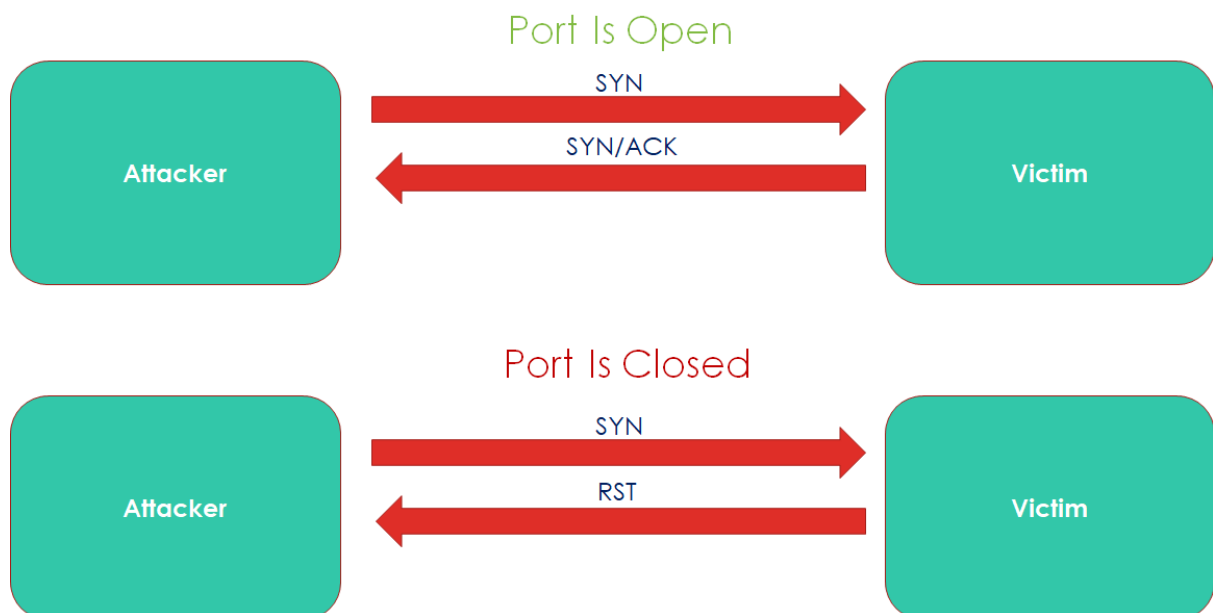 Port Is Open
SYN
SYN/ACK
Attacker
Victim
Port Is Closed
SYN
RST
Attacker
Victim